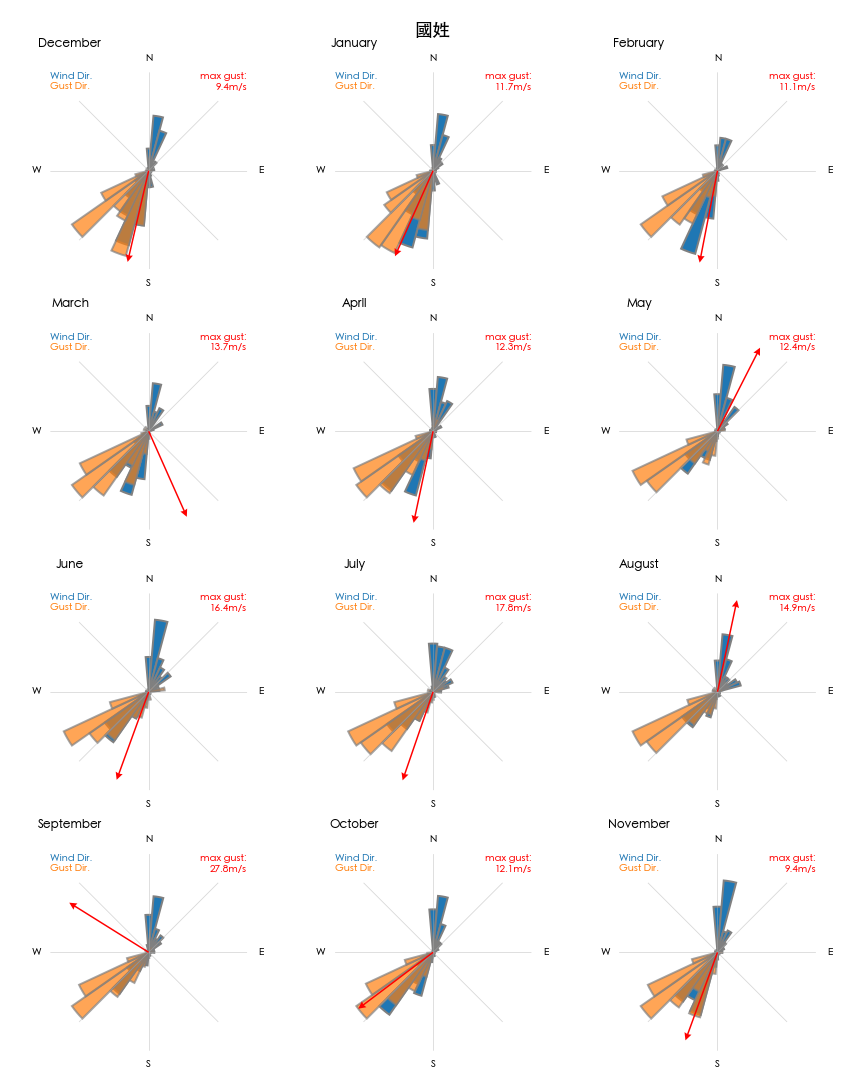 國姓
December
N
Wind Dir.
Gust Dir.
max gust:
9.4m/s
W
E
S
January
N
Wind Dir.
Gust Dir.
max gust:
11.7m/s
W
E
S
February
N
Wind Dir.
Gust Dir.
max gust:
11.1m/s
W
E
S
March
N
Wind Dir.
Gust Dir.
max gust:
13.7m/s
W
E
S
April
N
Wind Dir.
Gust Dir.
max gust:
12.3m/s
W
E
S
May
N
Wind Dir.
Gust Dir.
max gust:
12.4m/s
W
E
S
June
N
Wind Dir.
Gust Dir.
max gust:
16.4m/s
W
E
S
July
N
Wind Dir.
Gust Dir.
max gust:
17.8m/s
W
E
S
August
N
Wind Dir.
Gust Dir.
max gust:
14.9m/s
W
E
S
September
N
Wind Dir.
Gust Dir.
max gust:
27.8m/s
W
E
S
October
N
Wind Dir.
Gust Dir.
max gust:
12.1m/s
W
E
S
November
N
Wind Dir.
Gust Dir.
max gust:
9.4m/s
W
E
S